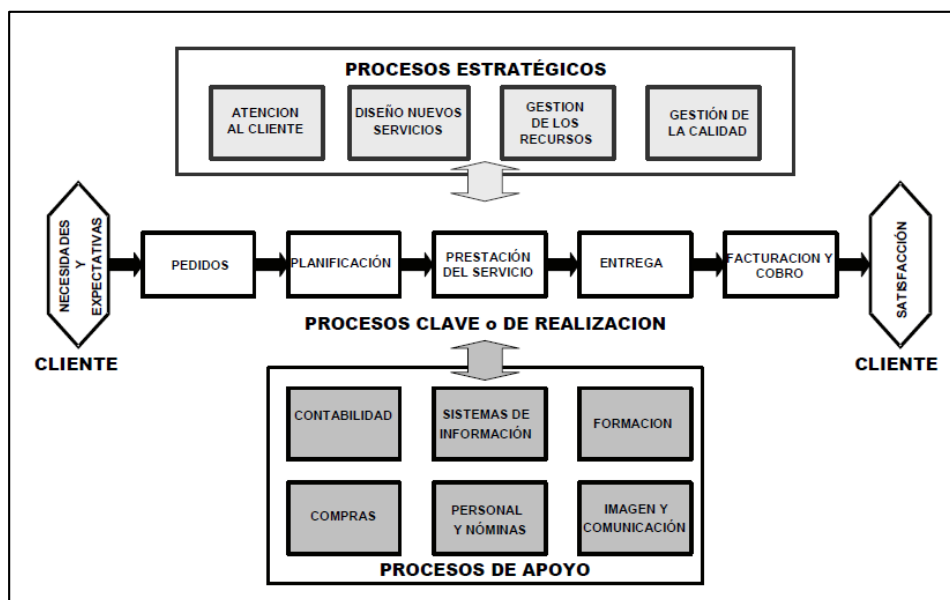 PROCESOS ESTRATÉGICOS
ATENCION
AL CLIENTE
DISEÑO NUEVOS
SERVICIOS
GESTION
DE LOS
RECURSOS
GESTIÓN DE
LA CALIDAD
NECESIDADES
Y
EXPECTATIVAS
PEDIDOS
PLANIFICACIÓN
PRESTACIÓN
DEL SERVICIO
ENTREGA
FACTURACION Y
COBRO
SATISFACCIÓN
PROCESOS CLAVE o DE REALIZACION
CLIENTE
CLIENTE
CONTABILIDAD
SISTEMAS DE
INFORMACIÓN
FORMACION
COMPRAS
PERSONAL
Y NÓMINAS
IMAGEN Y
COMUNICACIÓN
PROCESOS DE APOYO